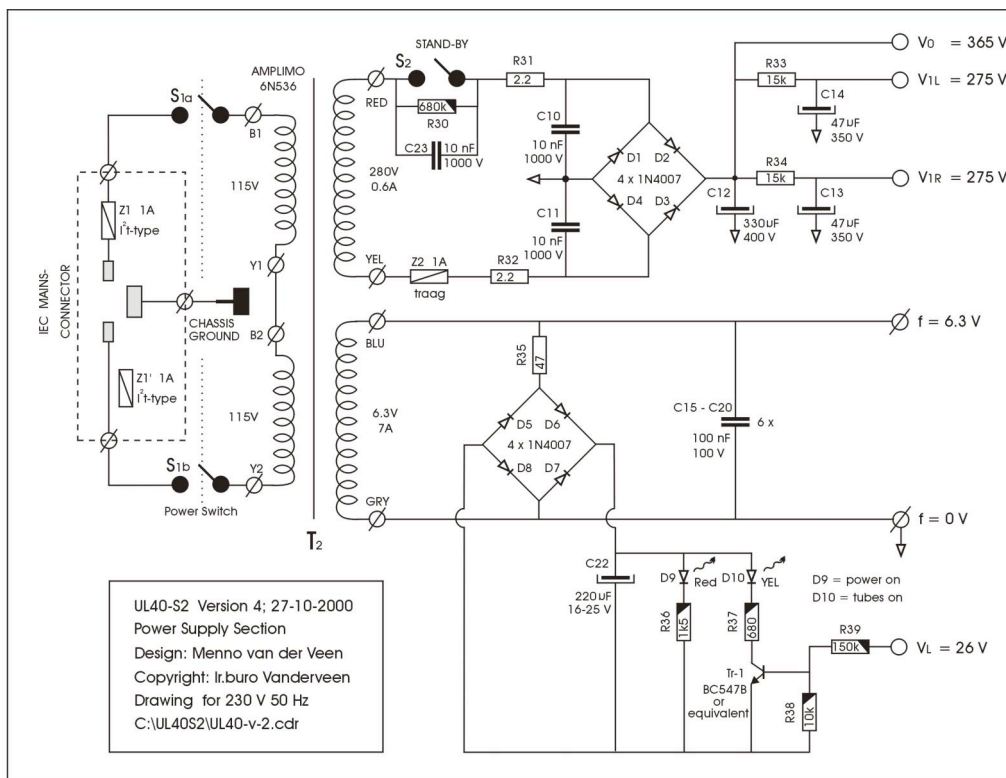 S1a
AMPLIMO
6N536
B1
115V
Y1
B2
115V
Y2
S1b
Power Switch
IEC MAINS-
CONNECTOR
Z1 1A
I²t-type
Z1' 1A
I²t-type
CHASSIS
GROUND
T2
RED
280V
0.6A
YEL
S2
STAND-BY
680k
R30
C23
10 nF
1000 V
R31
2.2
C10
10 nF
1000 V
C11
10 nF
1000 V
Z2 1A
traag
R32
2.2
D1
D2
4 x 1N4007
D4
D3
R33
15k
C14
47uF
350 V
R34
15k
C12
330uF
400 V
C13
47uF
350 V
V0 = 365 V
V1L = 275 V
V1R = 275 V
BLU
6.3V
7A
GRY
R35
47
D5
D6
4 x 1N4007
D8
D7
C15 - C20
6 x
100 nF
100 V
f = 6.3 V
f = 0 V
C22
220uF
16-25 V
D9
Red
D10
YEL
D9 = power on
D10 = tubes on
R36
1k5
R37
680
R39
150k
VL = 26 V
Tr-1
BC547B
or
equivalent
R38
10k
UL40-S2 Version 4; 27-10-2000
Power Supply Section
Design: Menno van der Veen
Copyright: Ir.buro Vanderveen
Drawing for 230 V 50 Hz
C:\UL40S2\UL40-v-2.cdr